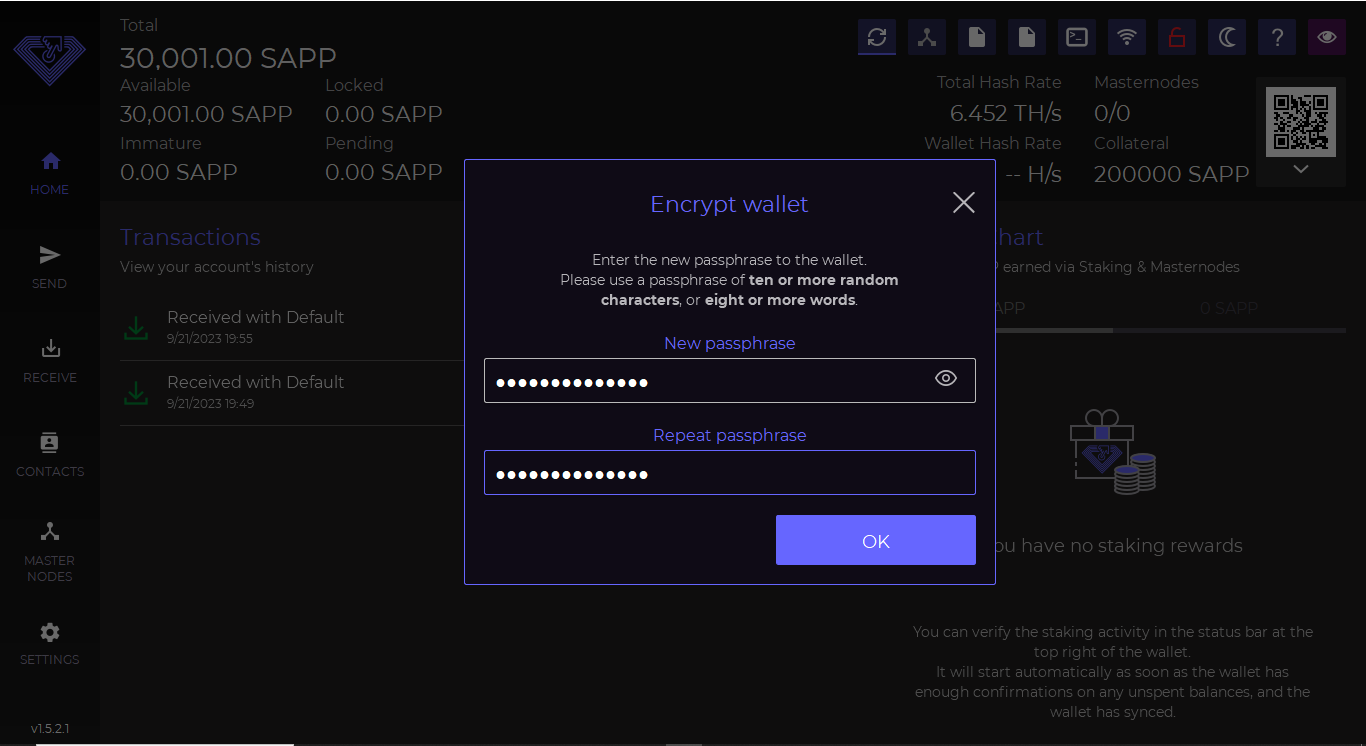 Total
30,001.00 SAPP
Available
Locked
30,001.00 SAPP
0.00 SAPP
Immature
Pending
0.00 SAPP
0.00 SAPP
?
Total Hash Rate
Masternodes
6.452 TH/s
0/0
Wallet Hash Rate
Collateral
-- H/s
200000 SAPP
HOME
SEND
RECEIVE
CONTACTS
MASTER
NODES
SETTINGS
v1.5.2.1
Transactions
View your account's history
Received with Default
9/21/2023 19:55
Received with Default
9/21/2023 19:49
Encrypt wallet
Enter the new passphrase to the wallet.
Please use a passphrase of ten or more random
characters, or eight or more words.
New passphrase
●●●●●●●●●●●●●●
Repeat passphrase
●●●●●●●●●●●●●●
OK
hart
earned via Staking & Masternodes
APP
0 SAPP
ou have no staking rewards
You can verify the staking activity in the status bar at the
top right of the wallet.
It will start automatically as soon as the wallet has
enough confirmations on any unspent balances, and the
wallet has synced.